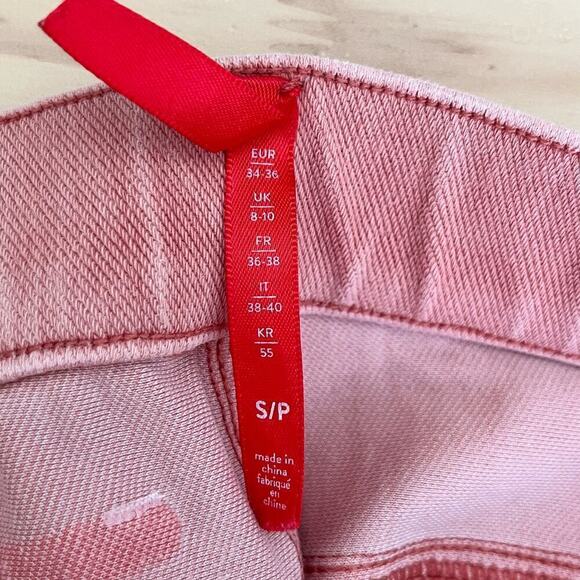 EUR
34-36
UK
8-10
FR
36-38
IT
38-40
KR
55
S/P
made in
china
fabriqué
en
chine